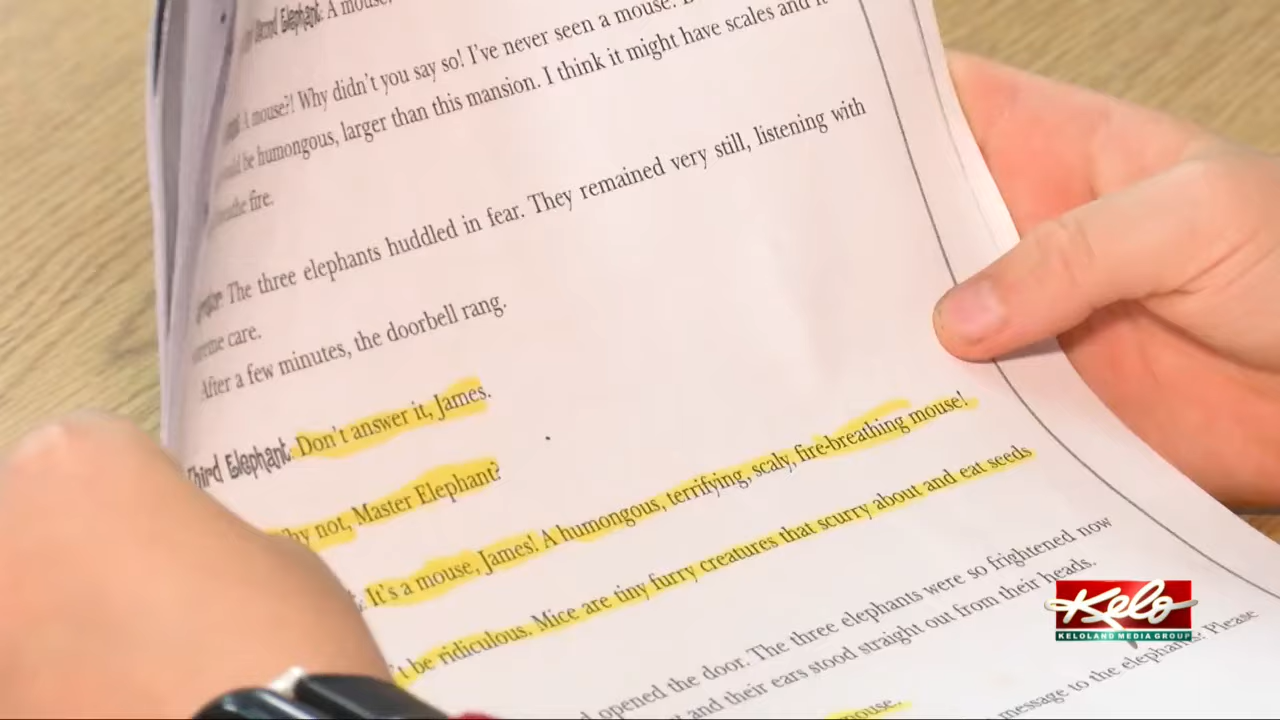 Second Elephant: A mouse.
A mouse?! Why didn't you say so! I've never seen a mouse.
be humongous, larger than this mansion. I think it might have scales and
fire.
The three elephants huddled in fear. They remained very still, listening with
care.
After a few minutes, the doorbell rang.
Third Elephant: Don't answer it, James.
not, Master Elephant?
It's a mouse, James! A humongous, terrifying, scaly, fire-breathing mouse!
be ridiculous. Mice are tiny furry creatures that scurry about and eat seeds
opened the door. The three elephants were so frightened now
and their ears stood straight out from their heads.
mouse.
message to the elephants: Please
Kelo
KELOLAND MEDIA GROUP